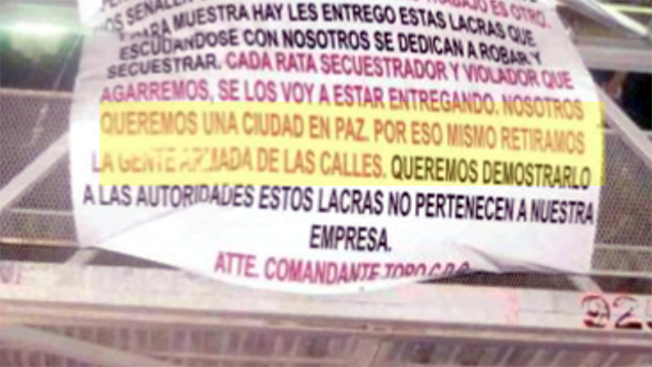 TRABAJO ES OTRO.
SEÑALEN
Y PARA MUESTRA HAY LES ENTREGO ESTAS LACRAS QUE
ESCUDANDOSE CON NOSOTROS SE DEDICAN A ROBAR Y
SECUESTRAR. CADA RATA SECUESTRADOR Y VIOLADOR QUE
AGARREMOS, SE LOS VOY A ESTAR ENTREGANDO. NOSOTROS
QUEREMOS UNA CIUDAD EN PAZ. POR ESO MISMO RETIRAMOS
LA GENTE ARMADA DE LAS CALLES. QUEREMOS DEMOSTRARLO
A LAS AUTORIDADES ESTOS LACRAS NO PERTENECEN A NUESTRA
EMPRESA.
ATTE. COMANDANTE TORO C.D.G.
925